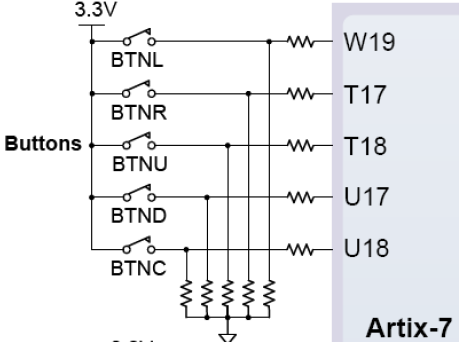 3.3V
W19
BTNL
T17
BTNR
Buttons
T18
BTNU
U17
BTND
U18
BTNC
Artix-7